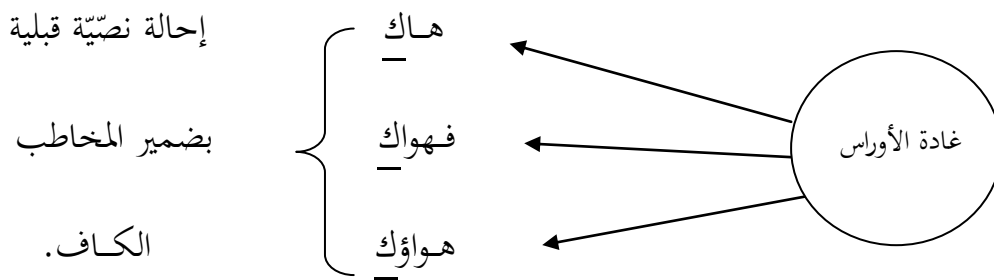 غادة الأوراس
هـاك
فـهواك
هـواؤك
إحالة نصّيّة قبلية
بضمير المخاطب
الكـاف.